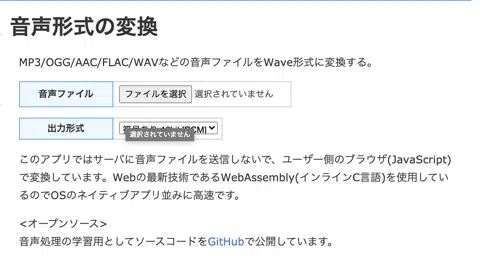 音声形式の変換
MP3/OGG/AAC/FLAC/WAVなどの音声ファイルをWave形式に変換する。
音声ファイル ファイルを選択 選択されていません
出力形式
選択されていません
このアプリではサーバに音声ファイルを送信しないで、ユーザー側のブラウザ(JavaScript)
で変換しています。Webの最新技術であるWebAssembly(インラインC言語)を使用してい
るのでOSのネイティブアプリ並みに高速です。
<オープンソース>
音声処理の学習用としてソースコードをGitHubで公開しています。